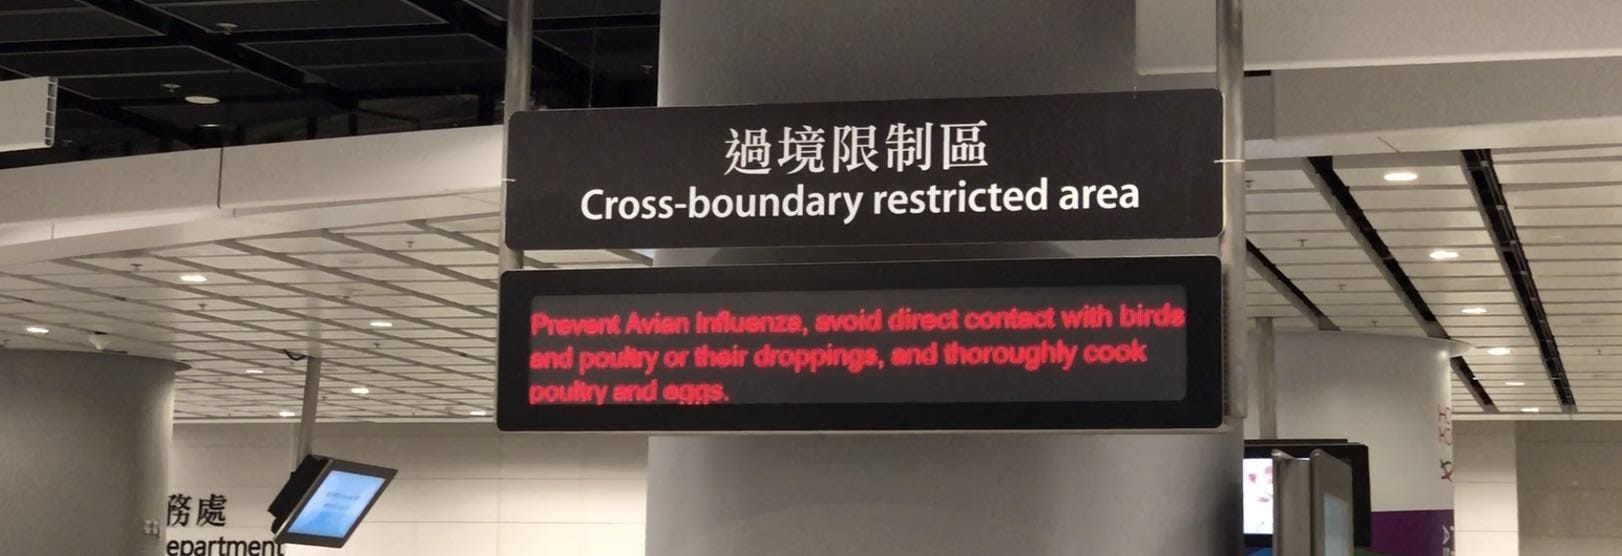 過境限制區
Cross-boundary restricted area
Prevent Avian Influenza, avoid direct contact with birds
and poultry or their droppings, and thoroughly cook
poultry and eggs.
務處
epartment